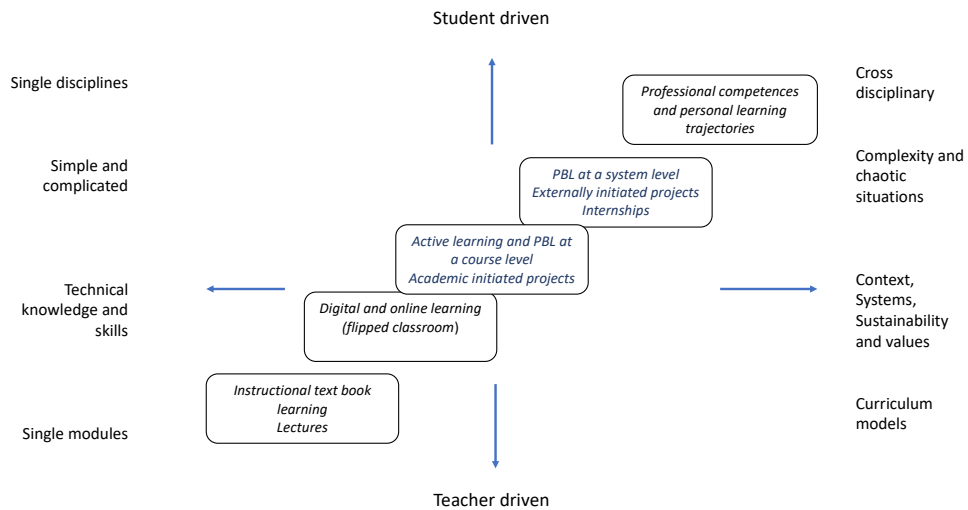 Student driven
Single disciplines
Cross
disciplinary
Professional competences
and personal learning
trajectories
Simple and
complicated
Complexity and
chaotic
situations
PBL at a system level
Externally initiated projects
Internships
Active learning and PBL at
a course level
Academic initiated projects
Technical
knowledge and
skills
Context,
Systems,
Sustainability
and values
Digital and online learning
(flipped classroom)
Instructional text book
learning
Lectures
Single modules
Curriculum
models
Teacher driven